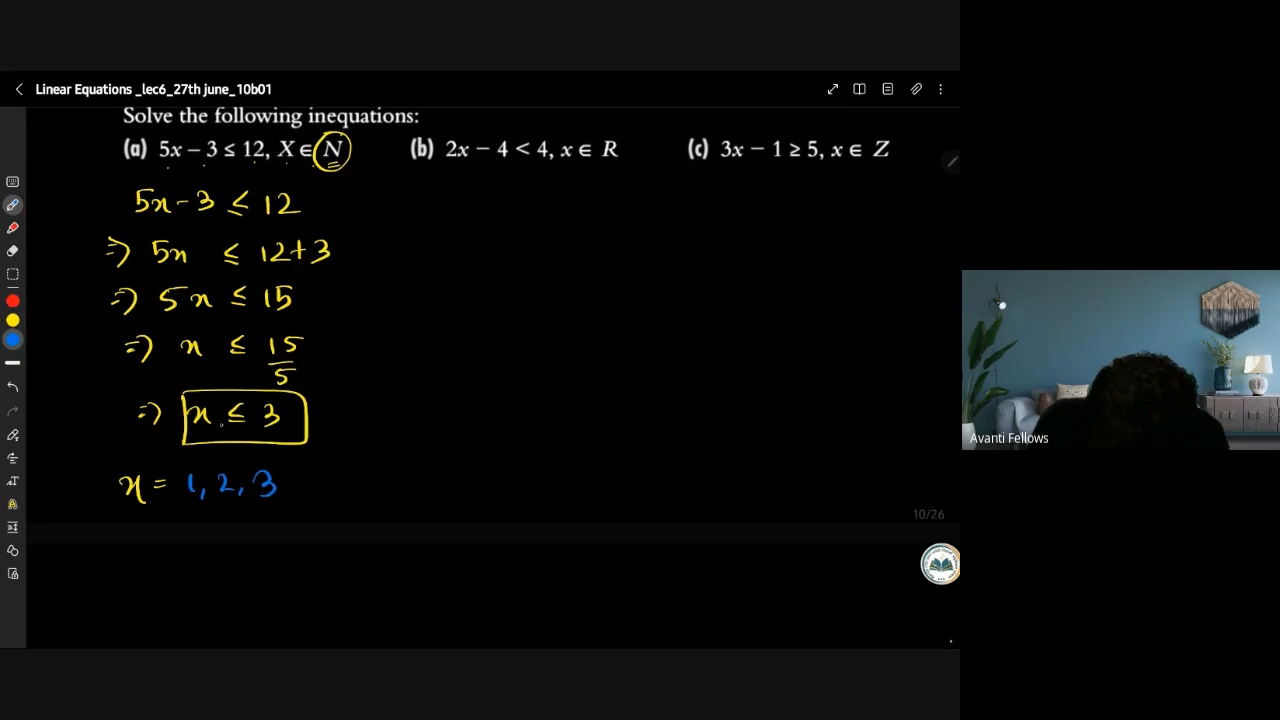 Linear Equations _lec6_27th june_10b01
Solve the following inequations:
(a) 5x − 3 ≤ 12, X ∈ N (b) 2x − 4 < 4, x ∈ R (c) 3x − 1 ≥ 5, x ∈ Z
5x - 3 ≤ 12
=> 5x ≤ 12+3
=> 5x ≤ 15
=> x ≤ 15/5
=> x ≤ 3
x = 1, 2, 3
10/26
Avanti Fellows